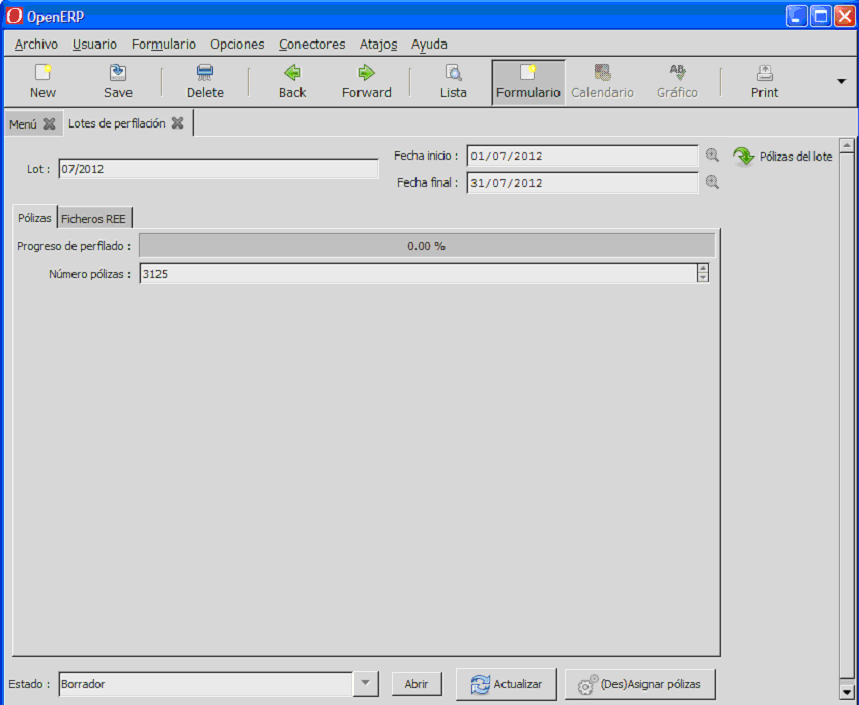 OpenERP
Archivo Usuario Formulario Opciones Conectores Atajos Ayuda
New Save Delete Back Forward Lista Formulario Calendario Gráfico Print
Menú Lotes de perfilación
Lot : 07/2012
Fecha inicio : 01/07/2012
Pólizas del lote
Fecha final : 31/07/2012
Pólizas Ficheros REE
Progreso de perfilado : 0.00 %
Número pólizas : 3125
Estado : Borrador Abrir Actualizar (Des)Asignar pólizas